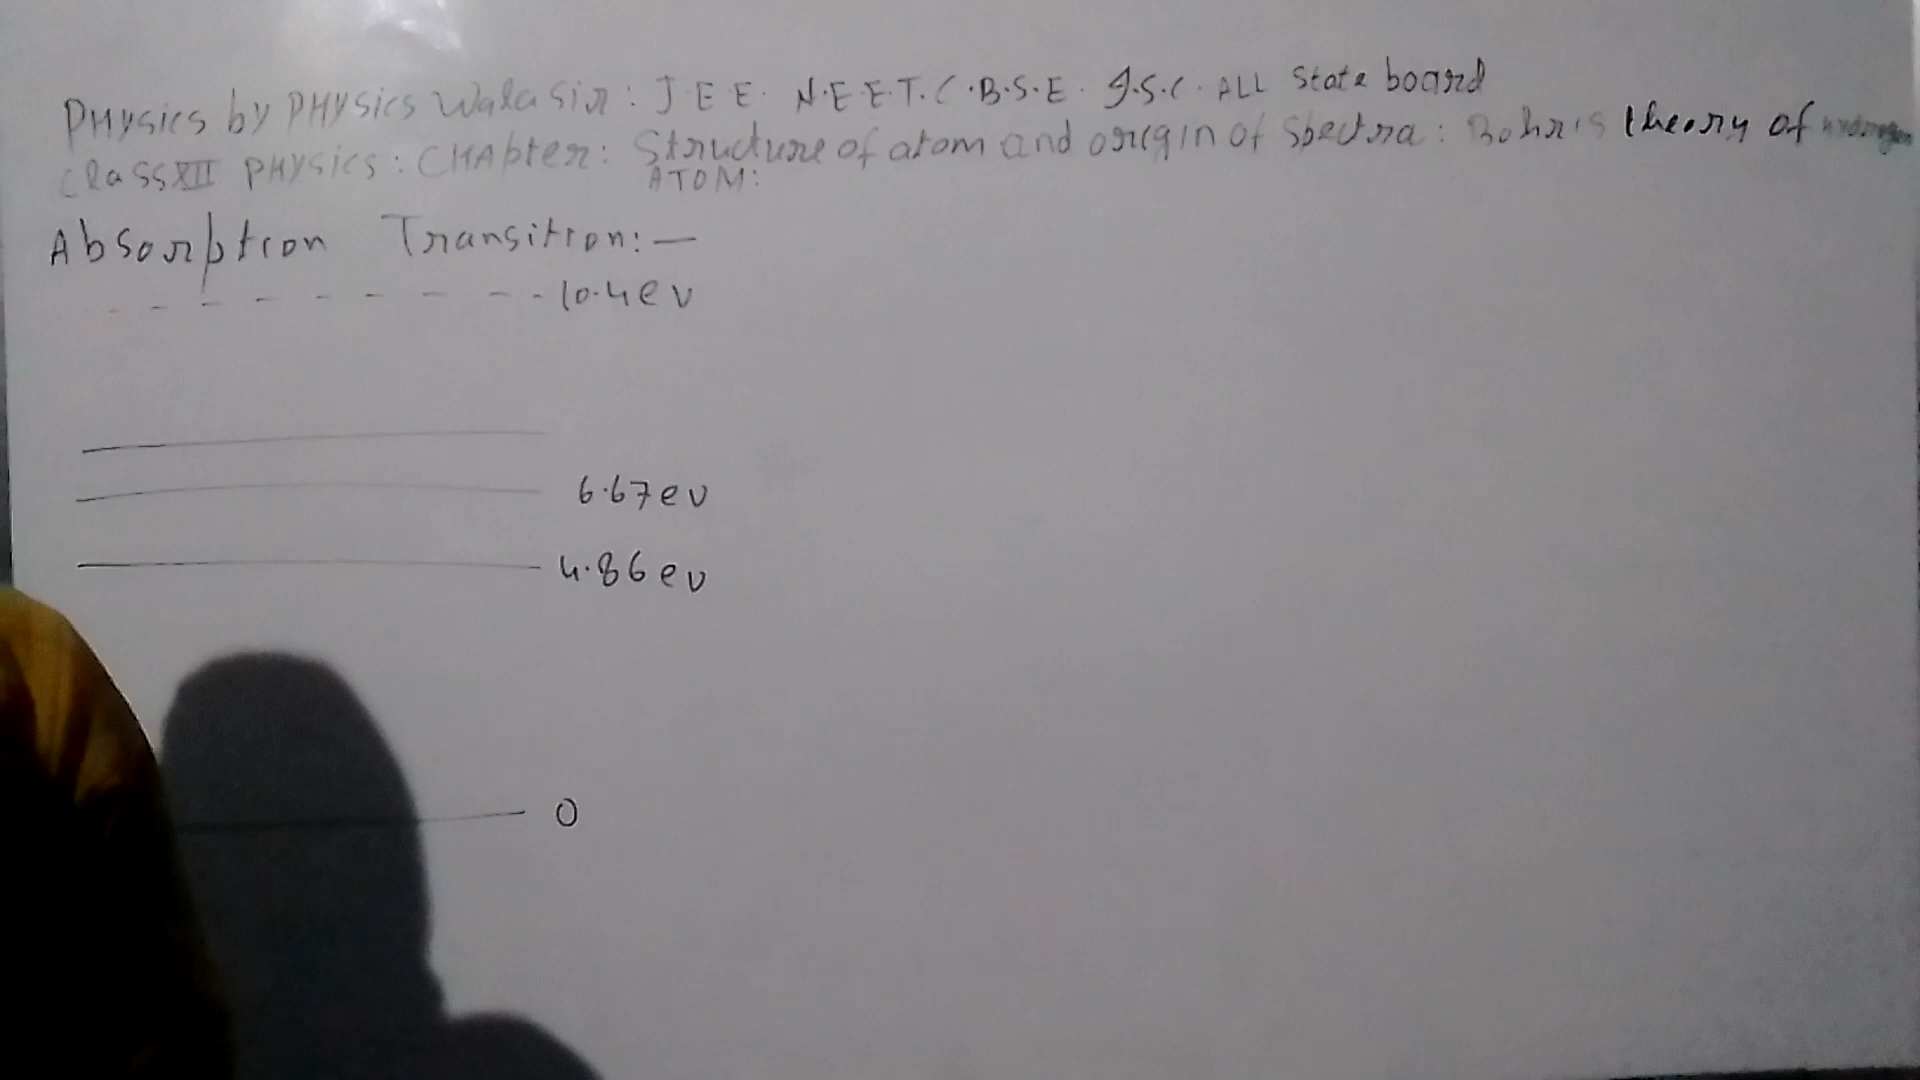 PHysics by PHysics Wala Sir: J.E.E. N.E.E.T. C.B.S.E. I.S.C. ALL State board
Class XII PHYSICS: CHApter: Structure of atom and origin of Spectra: Bohr's theory of hydrogen
ATOM:
Absorption Transition:—
10.4ev
6.67ev
4.86ev
0